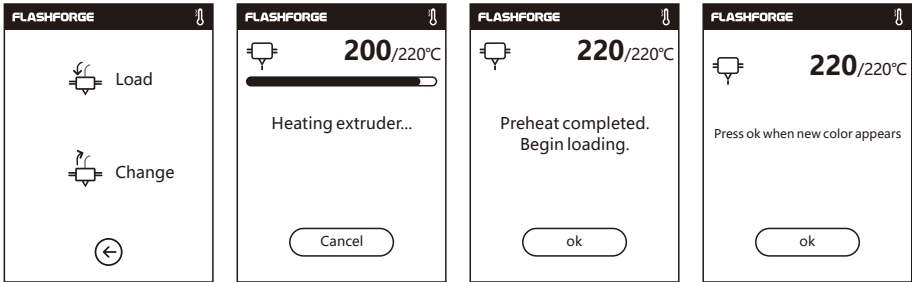 FLASHFORGE
Load
Change
FLASHFORGE
200/220℃
Heating extruder...
Cancel
FLASHFORGE
220/220℃
Preheat completed.
Begin loading.
ok
FLASHFORGE
220/220℃
Press ok when new color appears
ok